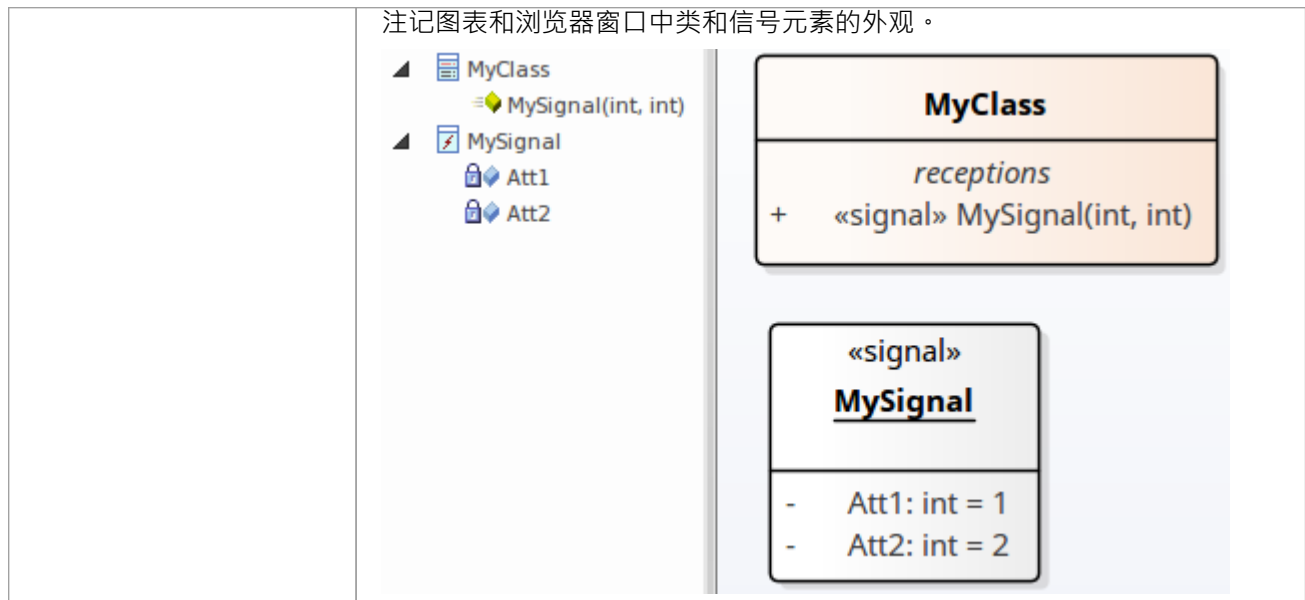 注记图表和浏览器窗口中类和信号元素的外观。
MyClass
MySignal(int, int)
MySignal
Att1
Att2
MyClass
receptions
+ «signal» MySignal(int, int)
«signal»
MySignal
- Att1: int = 1
- Att2: int = 2